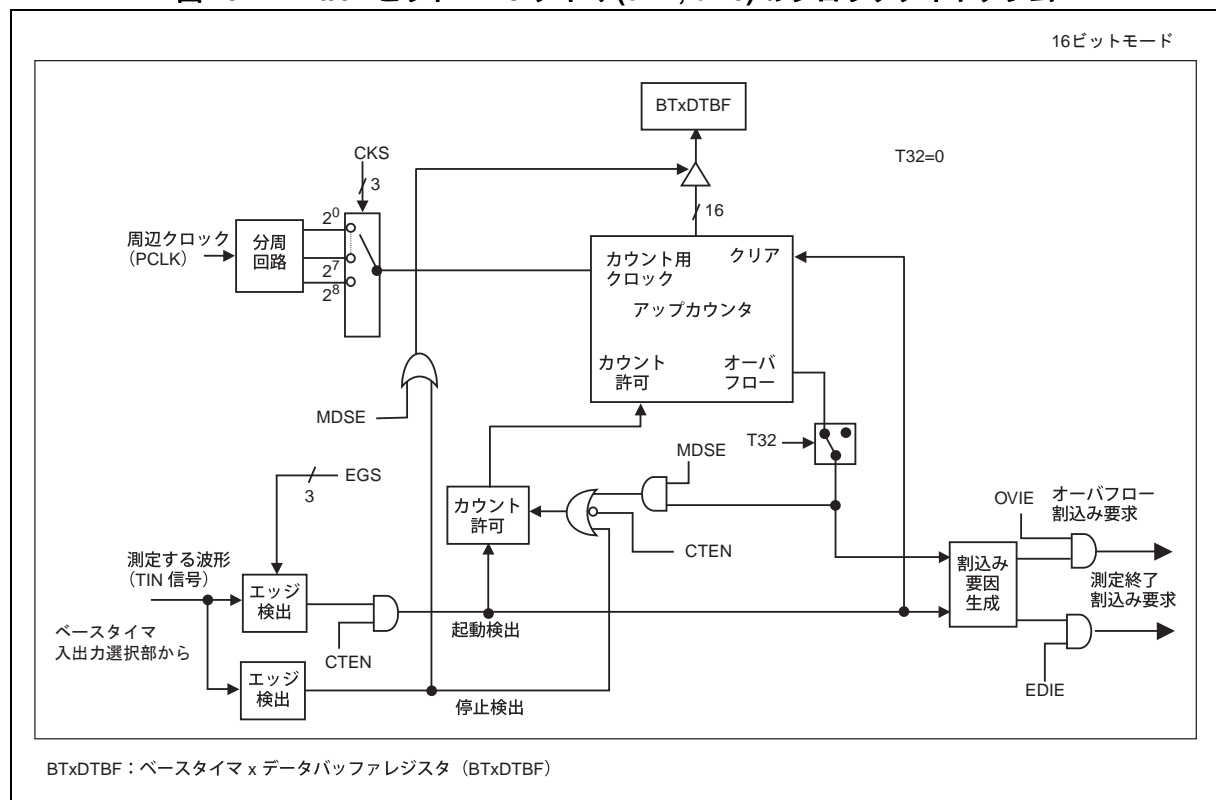 16ビットモード
BTxDTBF
T32=0
CKS
3
16
周辺クロック
（PCLK）
分周
回路
2⁰
2⁷
2⁸
カウント用
クロック
クリア
アップカウンタ
カウント
許可
オーバ
フロー
MDSE
T32
MDSE
EGS
3
カウント
許可
CTEN
OVIE
オーバフロー
割込み要求
測定する波形
（TIN 信号）
エッジ
検出
割込み
要因
生成
測定終了
割込み要求
起動検出
CTEN
ベースタイマ
入出力選択部から
エッジ
検出
停止検出
EDIE
BTxDTBF：ベースタイマ x データバッファレジスタ（BTxDTBF）